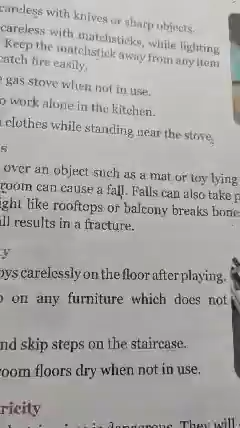 careless with knives or sharp objects.
careless with matchsticks, while lighting
Keep the matchstick away from any item
catch fire easily.
gas stove when not in use.
o work alone in the kitchen.
clothes while standing near the stove.
s
over an object such as a mat or toy lying
room can cause a fall. Falls can also take p
ight like rooftops or balcony breaks bone
ll results in a fracture.
y
oys carelessly on the floor after playing.
o on any furniture which does not
nd skip steps on the staircase.
oom floors dry when not in use.
ricity
dangerous. They will